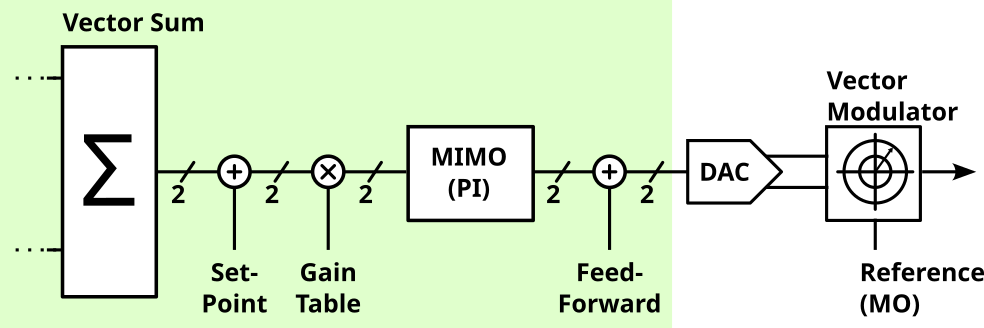 Vector Sum
Σ
2
+
2
×
2
MIMO
(PI)
2
+
2
DAC
Vector
Modulator
Set-
Point
Gain
Table
Feed-
Forward
Reference
(MO)